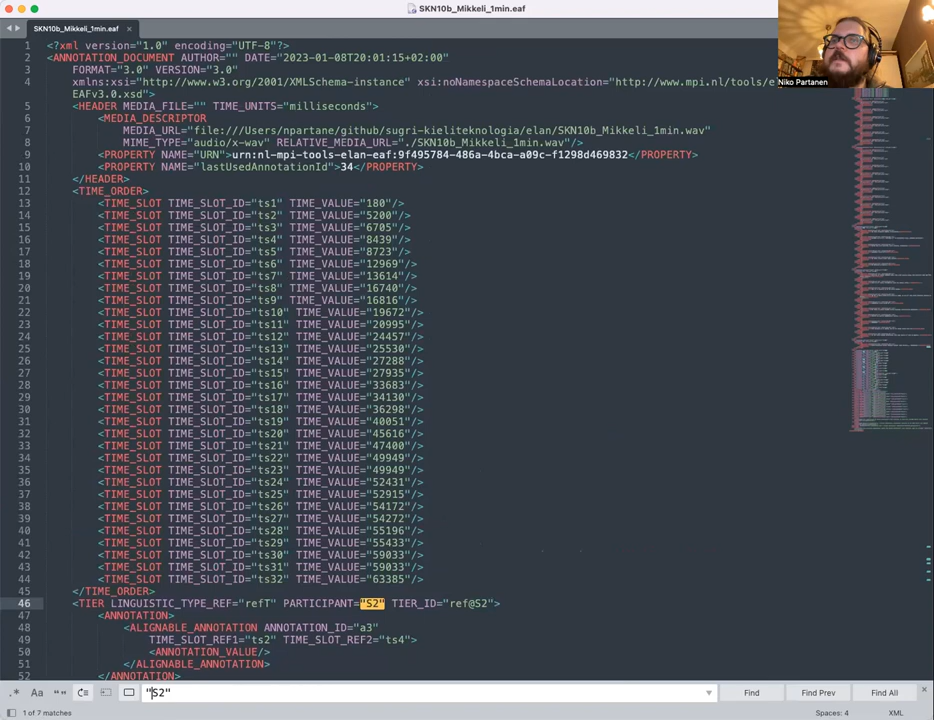 SKN10b_Mikkeli_1min.eaf
SKN10b_Mikkeli_1min.eaf ×
Niko Partanen
1 <?xml version="1.0" encoding="UTF-8"?>
2 <ANNOTATION_DOCUMENT AUTHOR="" DATE="2023-01-08T20:01:15+02:00"
3 FORMAT="3.0" VERSION="3.0"
4 xmlns:xsi="http://www.w3.org/2001/XMLSchema-instance" xsi:noNamespaceSchemaLocation="http://www.mpi.nl/tools/e
EAFv3.0.xsd">
5 <HEADER MEDIA_FILE="" TIME_UNITS="milliseconds">
6 <MEDIA_DESCRIPTOR
7 MEDIA_URL="file:///Users/npartane/github/sugri-kieliteknologia/elan/SKN10b_Mikkeli_1min.wav"
8 MIME_TYPE="audio/x-wav" RELATIVE_MEDIA_URL="./SKN10b_Mikkeli_1min.wav"/>
9 <PROPERTY NAME="URN">urn:nl-mpi-tools-elan-eaf:9f495784-486a-4bca-a09c-f1298d469832</PROPERTY>
10 <PROPERTY NAME="lastUsedAnnotationId">34</PROPERTY>
11 </HEADER>
12 <TIME_ORDER>
13 <TIME_SLOT TIME_SLOT_ID="ts1" TIME_VALUE="180"/>
14 <TIME_SLOT TIME_SLOT_ID="ts2" TIME_VALUE="5200"/>
15 <TIME_SLOT TIME_SLOT_ID="ts3" TIME_VALUE="6705"/>
16 <TIME_SLOT TIME_SLOT_ID="ts4" TIME_VALUE="8439"/>
17 <TIME_SLOT TIME_SLOT_ID="ts5" TIME_VALUE="8723"/>
18 <TIME_SLOT TIME_SLOT_ID="ts6" TIME_VALUE="12969"/>
19 <TIME_SLOT TIME_SLOT_ID="ts7" TIME_VALUE="13614"/>
20 <TIME_SLOT TIME_SLOT_ID="ts8" TIME_VALUE="16740"/>
21 <TIME_SLOT TIME_SLOT_ID="ts9" TIME_VALUE="16816"/>
22 <TIME_SLOT TIME_SLOT_ID="ts10" TIME_VALUE="19672"/>
23 <TIME_SLOT TIME_SLOT_ID="ts11" TIME_VALUE="20995"/>
24 <TIME_SLOT TIME_SLOT_ID="ts12" TIME_VALUE="24457"/>
25 <TIME_SLOT TIME_SLOT_ID="ts13" TIME_VALUE="25530"/>
26 <TIME_SLOT TIME_SLOT_ID="ts14" TIME_VALUE="27288"/>
27 <TIME_SLOT TIME_SLOT_ID="ts15" TIME_VALUE="27935"/>
28 <TIME_SLOT TIME_SLOT_ID="ts16" TIME_VALUE="33683"/>
29 <TIME_SLOT TIME_SLOT_ID="ts17" TIME_VALUE="34130"/>
30 <TIME_SLOT TIME_SLOT_ID="ts18" TIME_VALUE="36298"/>
31 <TIME_SLOT TIME_SLOT_ID="ts19" TIME_VALUE="40051"/>
32 <TIME_SLOT TIME_SLOT_ID="ts20" TIME_VALUE="45616"/>
33 <TIME_SLOT TIME_SLOT_ID="ts21" TIME_VALUE="47400"/>
34 <TIME_SLOT TIME_SLOT_ID="ts22" TIME_VALUE="49949"/>
35 <TIME_SLOT TIME_SLOT_ID="ts23" TIME_VALUE="49949"/>
36 <TIME_SLOT TIME_SLOT_ID="ts24" TIME_VALUE="52431"/>
37 <TIME_SLOT TIME_SLOT_ID="ts25" TIME_VALUE="52915"/>
38 <TIME_SLOT TIME_SLOT_ID="ts26" TIME_VALUE="54172"/>
39 <TIME_SLOT TIME_SLOT_ID="ts27" TIME_VALUE="54272"/>
40 <TIME_SLOT TIME_SLOT_ID="ts28" TIME_VALUE="55196"/>
41 <TIME_SLOT TIME_SLOT_ID="ts29" TIME_VALUE="55433"/>
42 <TIME_SLOT TIME_SLOT_ID="ts30" TIME_VALUE="59033"/>
43 <TIME_SLOT TIME_SLOT_ID="ts31" TIME_VALUE="59033"/>
44 <TIME_SLOT TIME_SLOT_ID="ts32" TIME_VALUE="63385"/>
45 </TIME_ORDER>
46 <TIER LINGUISTIC_TYPE_REF="refT" PARTICIPANT="S2" TIER_ID="ref@S2">
47 <ANNOTATION>
48 <ALIGNABLE_ANNOTATION ANNOTATION_ID="a3"
49 TIME_SLOT_REF1="ts2" TIME_SLOT_REF2="ts4">
50 <ANNOTATION_VALUE/>
51 </ALIGNABLE_ANNOTATION>
52 </ANNOTATION>
.* Aa "" "S2" Find Find Prev Find All ×
1 of 7 matches Spaces: 4 XML